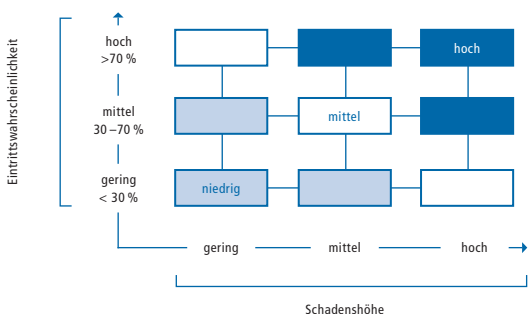 Eintrittswahrscheinlichkeit
hoch
>70 %
hoch
mittel
30–70 %
mittel
gering
< 30 %
niedrig
gering
mittel
hoch
Schadenshöhe